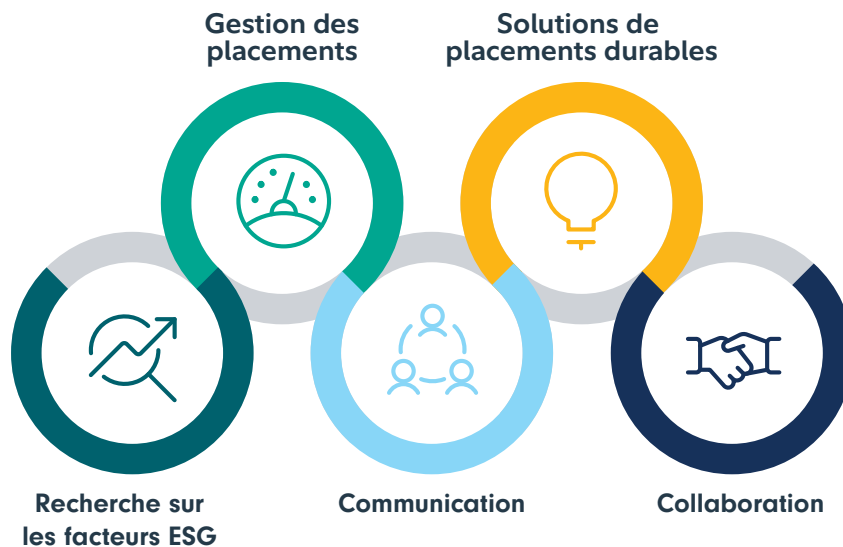 Gestion des
placements
Solutions de
placements durables
Recherche sur
les facteurs ESG
Communication
Collaboration